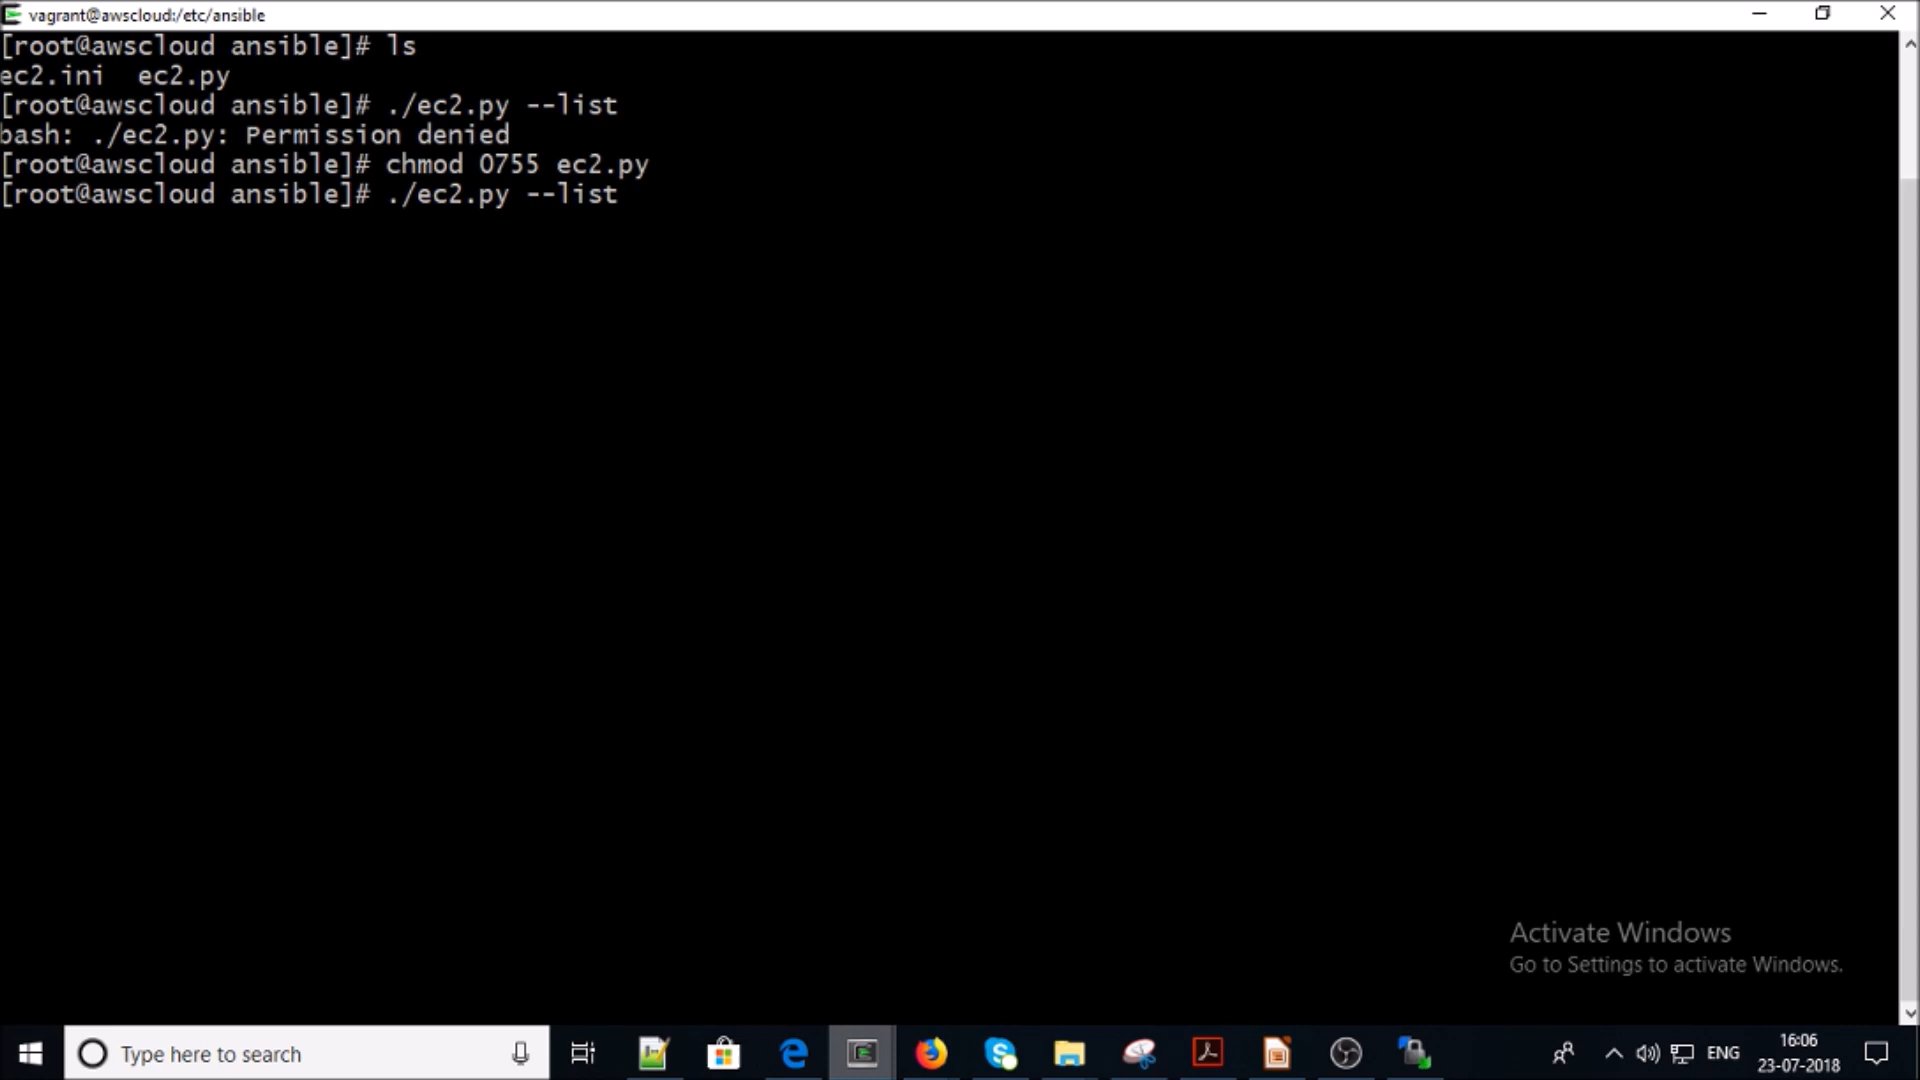 vagrant@awscloud:/etc/ansible
[root@awscloud ansible]# ls
ec2.ini  ec2.py
[root@awscloud ansible]# ./ec2.py --list
bash: ./ec2.py: Permission denied
[root@awscloud ansible]# chmod 0755 ec2.py
[root@awscloud ansible]# ./ec2.py --list
Activate Windows
Go to Settings to activate Windows.
Type here to search
ENG
16:06
23-07-2018